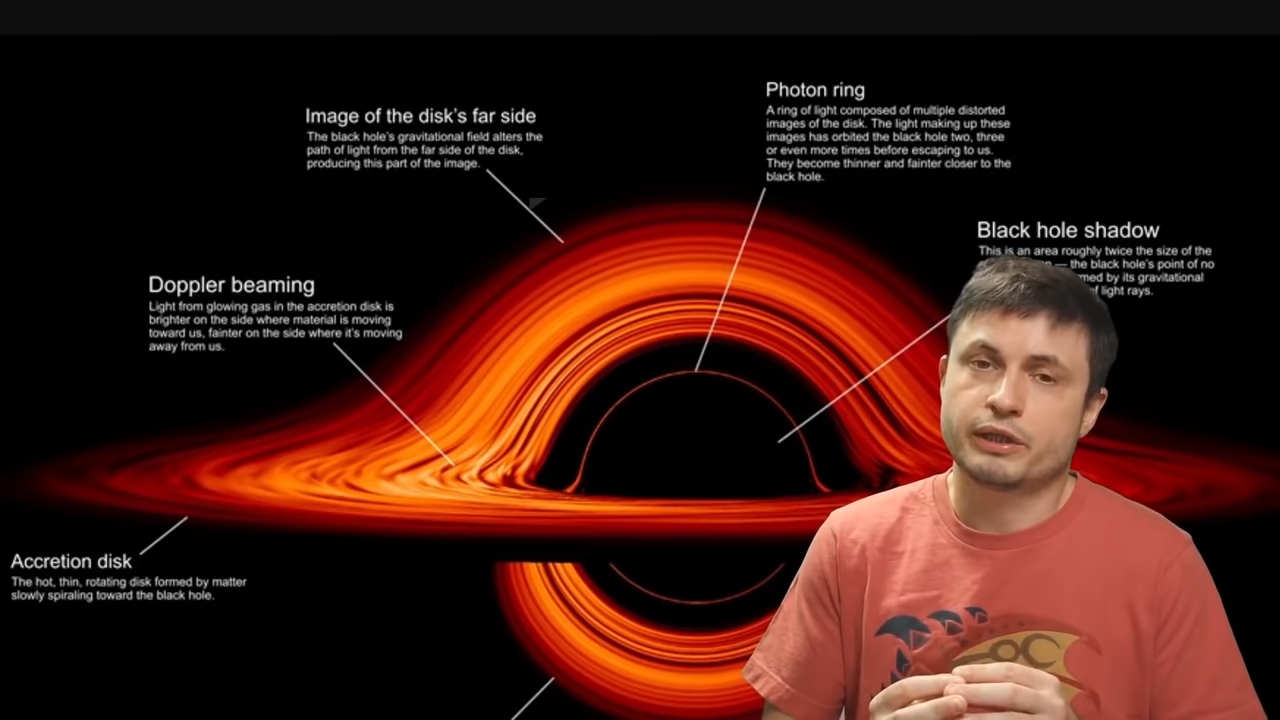 Photon ring
A ring of light composed of multiple distorted
images of the disk. The light making up these
images has orbited the black hole two, three
or even more times before escaping to us.
They become thinner and fainter closer to the
black hole.
Image of the disk's far side
The black hole's gravitational field alters the
path of light from the far side of the disk,
producing this part of the image.
Black hole shadow
This is an area roughly twice the size of the
— the black hole's point of no
its gravitational
of light rays.
Doppler beaming
Light from glowing gas in the accretion disk is
brighter on the side where material is moving
toward us, fainter on the side where it's moving
away from us.
Accretion disk
The hot, thin, rotating disk formed by matter
slowly spiraling toward the black hole.
OC